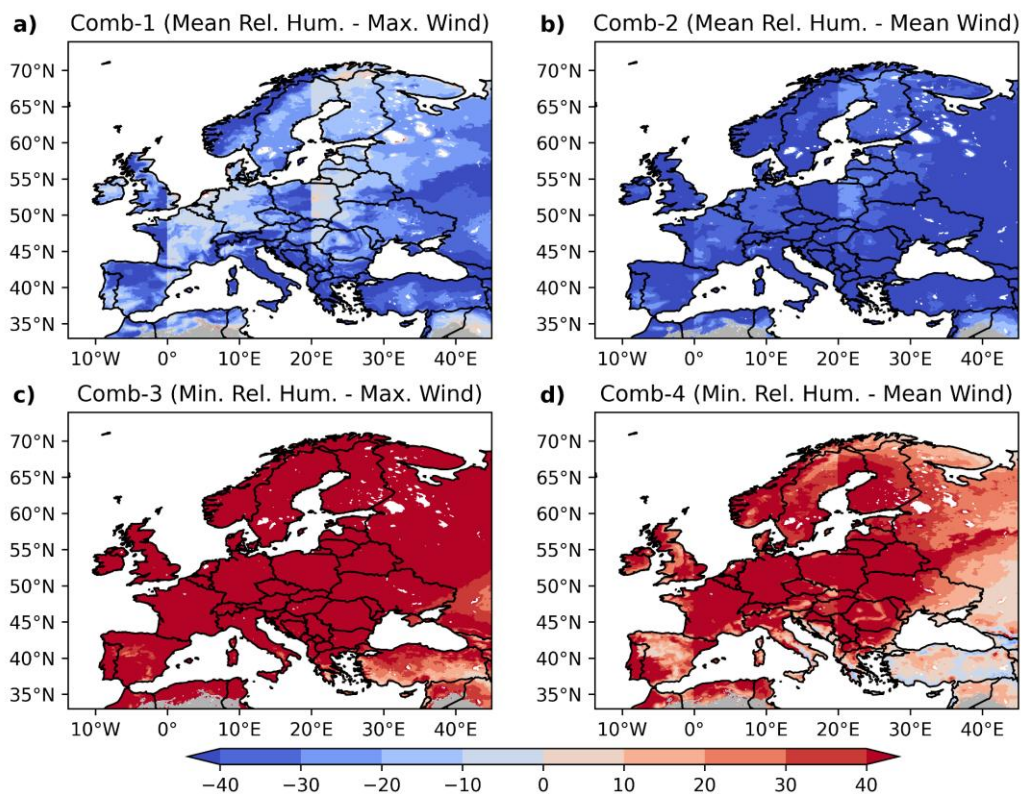 a) Comb-1 (Mean Rel. Hum. - Max. Wind)
b) Comb-2 (Mean Rel. Hum. - Mean Wind)
70°N
65°N
60°N
55°N
50°N
45°N
40°N
35°N
10°W 0° 10°E 20°E 30°E 40°E
70°N
65°N
60°N
55°N
50°N
45°N
40°N
35°N
10°W 0° 10°E 20°E 30°E 40°E
c) Comb-3 (Min. Rel. Hum. - Max. Wind)
d) Comb-4 (Min. Rel. Hum. - Mean Wind)
70°N
65°N
60°N
55°N
50°N
45°N
40°N
35°N
10°W 0° 10°E 20°E 30°E 40°E
70°N
65°N
60°N
55°N
50°N
45°N
40°N
35°N
10°W 0° 10°E 20°E 30°E 40°E
−40 −30 −20 −10 0 10 20 30 40